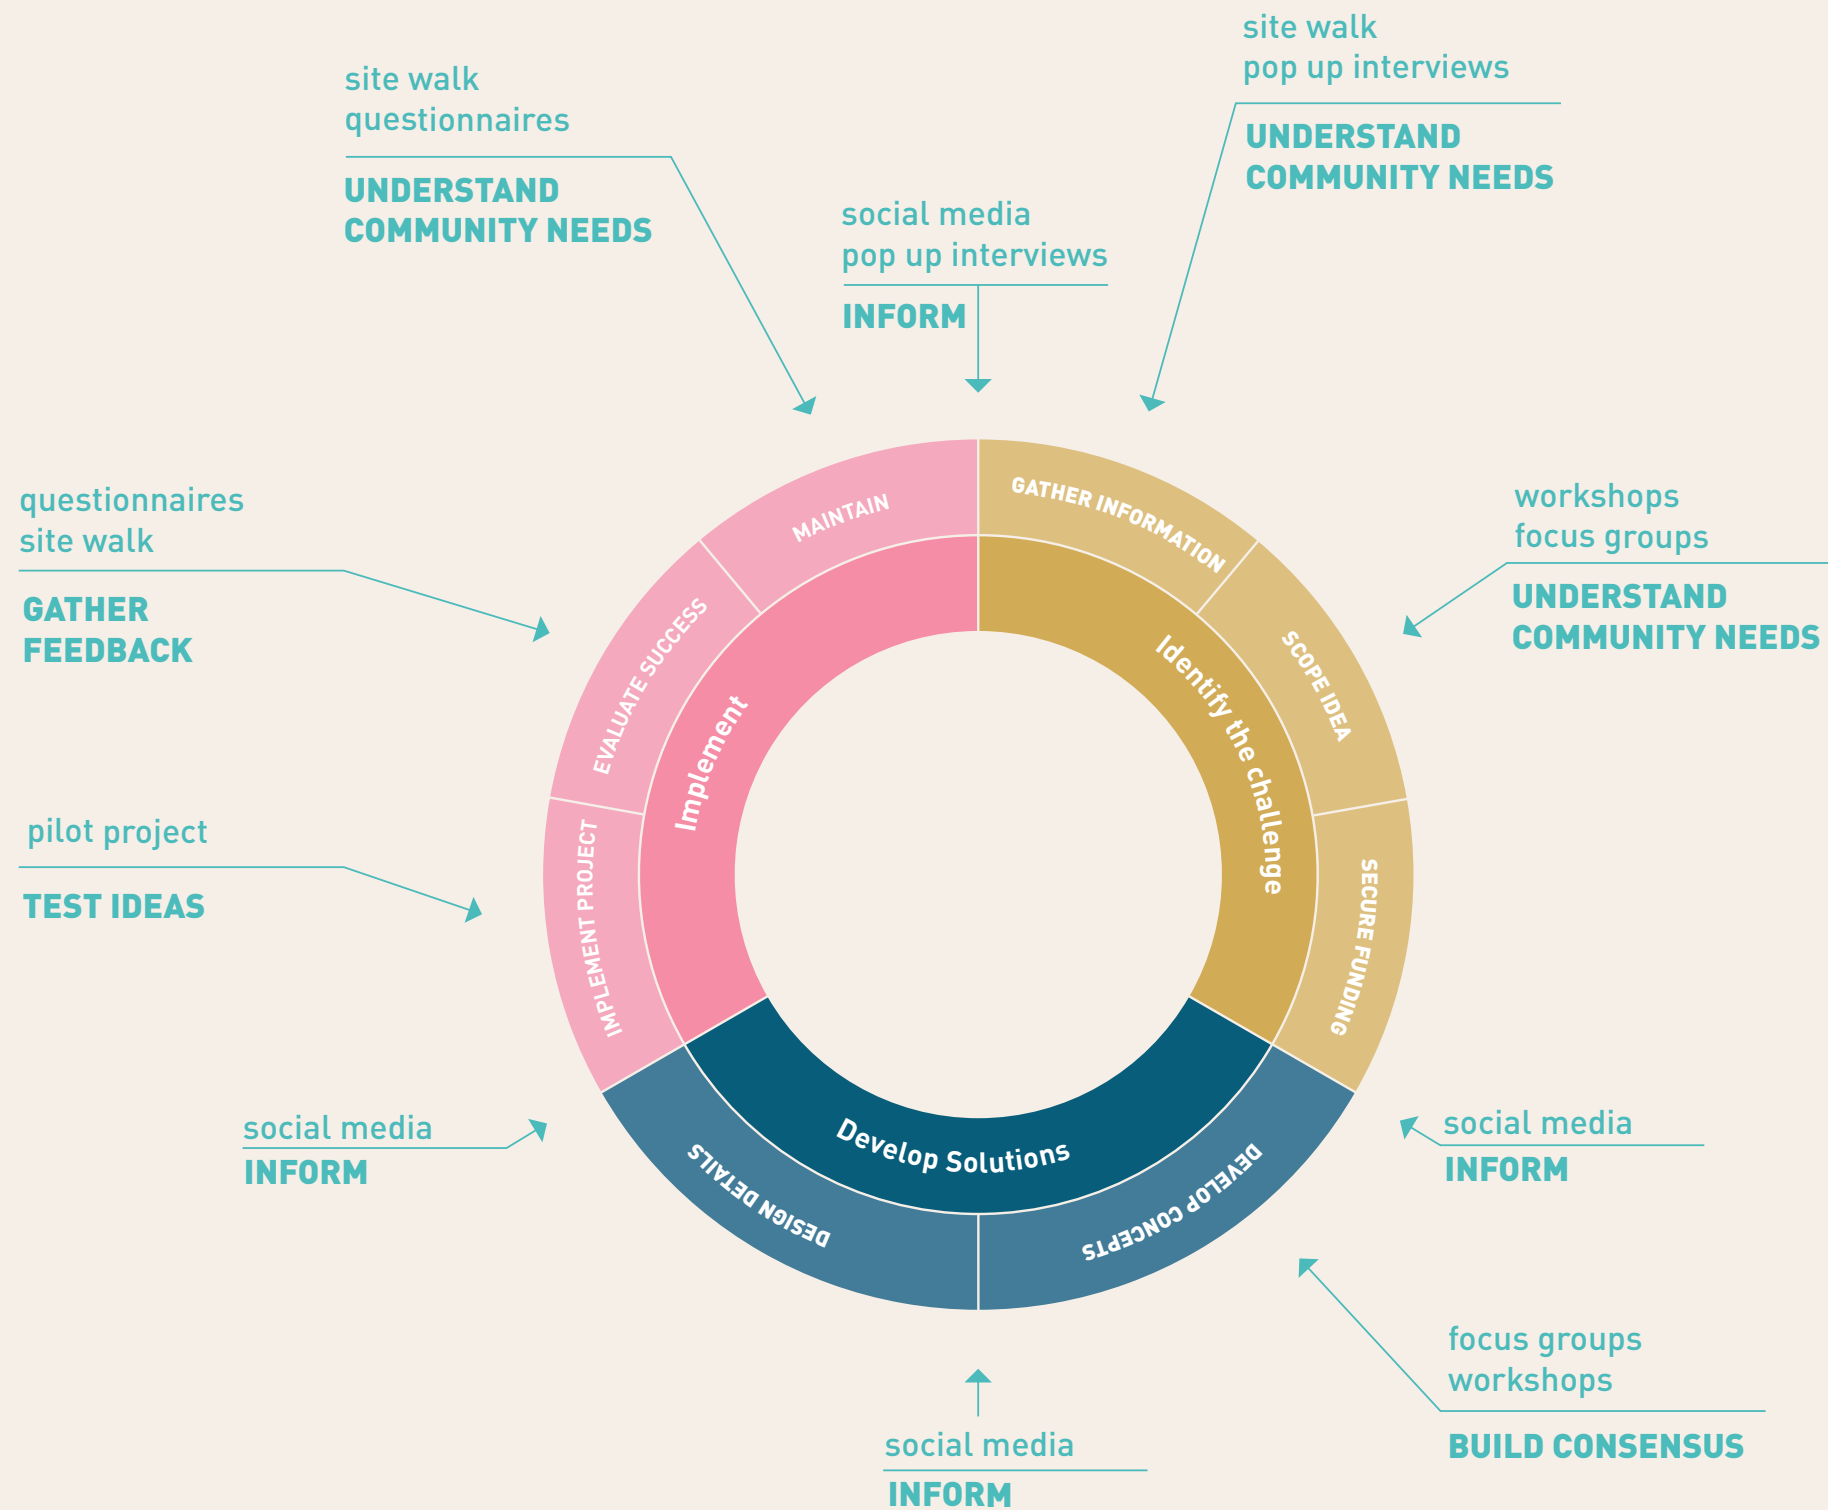 site walk
pop up interviews
UNDERSTAND
COMMUNITY NEEDS
site walk
questionnaires
UNDERSTAND
COMMUNITY NEEDS
social media
pop up interviews
INFORM
questionnaires
site walk
GATHER
FEEDBACK
workshops
focus groups
UNDERSTAND
COMMUNITY NEEDS
pilot project
TEST IDEAS
MAINTAIN
GATHER INFORMATION
EVALUATE SUCCESS
SCOPE IDEA
Implement
Identify the challenge
IMPLEMENT PROJECT
SECURE FUNDING
Develop Solutions
DESIGN DETAILS
DEVELOP CONCEPTS
social media
INFORM
social media
INFORM
focus groups
workshops
BUILD CONSENSUS
social media
INFORM